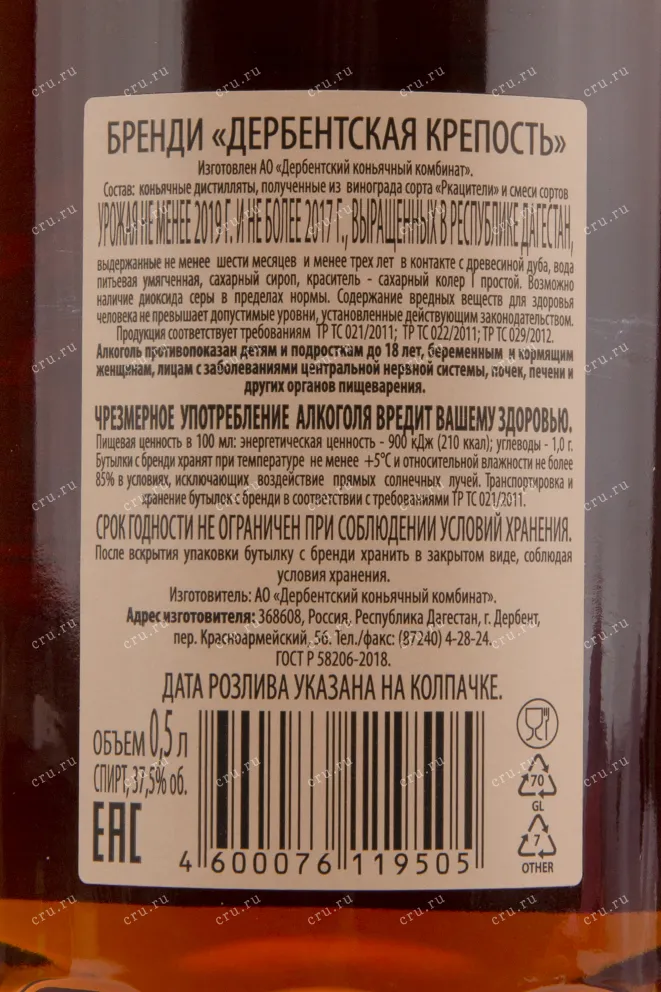 БРЕНДИ «ДЕРБЕНТСКАЯ КРЕПОСТЬ»
Изготовлен АО «Дербентский коньячный комбинат».
Состав: коньячные дистилляты, полученные из винограда сорта «Ркацители» и смеси сортов
УРОЖАЯ НЕ МЕНЕЕ 2019 Г. И НЕ БОЛЕЕ 2017 Г., ВЫРАЩЕННЫХ В РЕСПУБЛИКЕ ДАГЕСТАН,
выдержанные не менее шести месяцев и менее трех лет в контакте с древесиной дуба, вода
питьевая умягченная, сахарный сироп, краситель - сахарный колер I простой. Возможно
наличие диоксида серы в пределах нормы. Содержание вредных веществ для здоровья
человека не превышает допустимые уровни, установленные действующим законодательством.
Продукция соответствует требованиям ТР ТС 021/2011; ТР ТС 022/2011; ТР ТС 029/2012.
Алкоголь противопоказан детям и подросткам до 18 лет, беременным и кормящим
женщинам, лицам с заболеваниями центральной нервной системы, почек, печени и
других органов пищеварения.
ЧРЕЗМЕРНОЕ УПОТРЕБЛЕНИЕ АЛКОГОЛЯ ВРЕДИТ ВАШЕМУ ЗДОРОВЬЮ.
Пищевая ценность в 100 мл: энергетическая ценность - 900 кДж (210 ккал); углеводы - 1,0 г.
Бутылки с бренди хранят при температуре не менее +5°С и относительной влажности не более
85% в условиях, исключающих воздействие прямых солнечных лучей. Транспортировка и
хранение бутылок с бренди в соответствии с требованиями ТР ТС 021/2011.
СРОК ГОДНОСТИ НЕ ОГРАНИЧЕН ПРИ СОБЛЮДЕНИИ УСЛОВИЙ ХРАНЕНИЯ.
После вскрытия упаковки бутылку с бренди хранить в закрытом виде, соблюдая
условия хранения.
Изготовитель: АО «Дербентский коньячный комбинат».
Адрес изготовителя: 368608, Россия, Республика Дагестан, г. Дербент,
пер. Красноармейский, 56. Тел./факс: (87240) 4-28-24.
ГОСТ Р 58206-2018.
ДАТА РОЗЛИВА УКАЗАНА НА КОЛПАЧКЕ.
ОБЪЕМ 0,5 л
СПИРТ, 37,5% об.
ЕАС
4 600076 119505
70
GL
7
OTHER
cru.ru